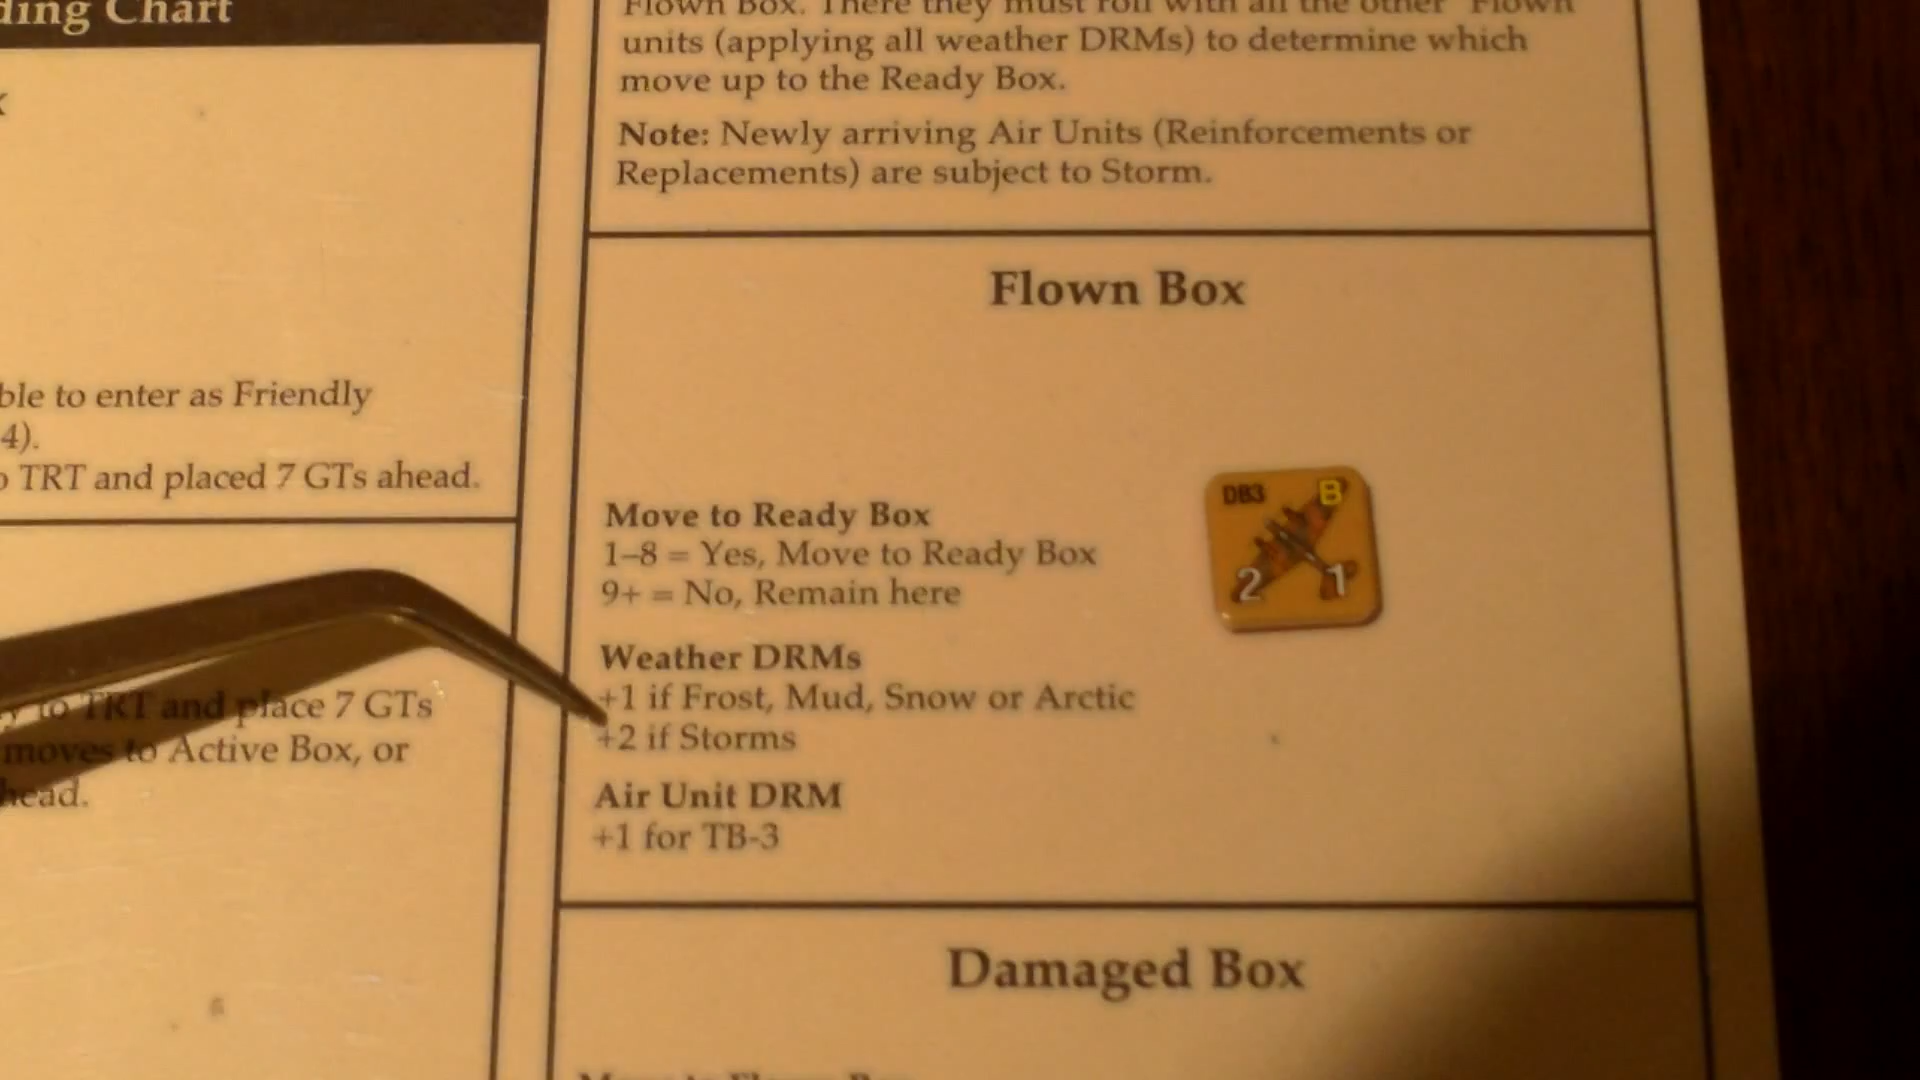 ding Chart
ble to enter as Friendly
4).
TRT and placed 7 GTs ahead.
to TRT and place 7 GTs
moves to Active Box, or
head.
Flown Box. There they must roll with all the other "Flown"
units (applying all weather DRMs) to determine which
move up to the Ready Box.
Note: Newly arriving Air Units (Reinforcements or
Replacements) are subject to Storm.
Flown Box
Move to Ready Box
1–8 = Yes, Move to Ready Box
9+ = No, Remain here
DB3 B
2 1
Weather DRMs
+1 if Frost, Mud, Snow or Arctic
+2 if Storms
Air Unit DRM
+1 for TB-3
Damaged Box